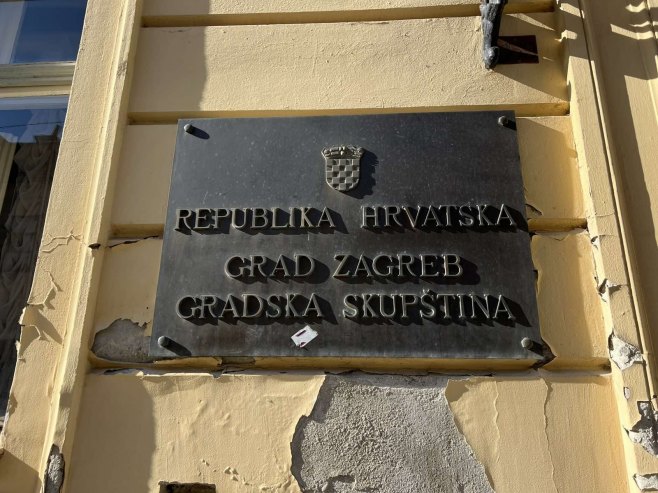 REPUBLIKA HRVATSKA
GRAD ZAGREB
GRADSKA SKUPŠTINA